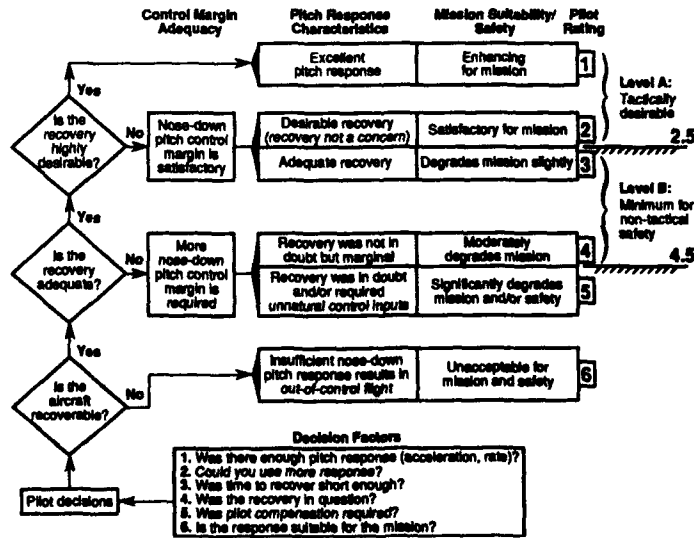 Control Margin
Adequacy
Pitch Response
Characteristics
Mission Suitability/
Safety
Pilot
Rating
Excellent
pitch response
Enhancing
for mission
1
Yes
Is the
recovery
highly
desirable?
No
Nose-down
pitch control
margin is
satisfactory
Desirable recovery
(recovery not a concern)
Satisfactory for mission
2
Adequate recovery
Degrades mission slightly
3
Level A:
Tactically
desirable
2.5
Level B:
Minimum for
non-tactical
safety
4.5
Yes
Is the
recovery
adequate?
No
More
nose-down
pitch control
margin is
required
Recovery was not in
doubt but marginal
Moderately
degrades mission
4
Recovery was in doubt
and/or required
unnatural control inputs
Significantly degrades
mission and/or safety
5
Yes
Is the
aircraft
recoverable?
No
Insufficient nose-down
pitch response results in
out-of-control flight
Unacceptable for
mission and safety
6
Decision Factors
1. Was there enough pitch response (acceleration, rate)?
2. Could you use more response?
3. Was time to recover short enough?
4. Was the recovery in question?
5. Was pilot compensation required?
6. Is the response suitable for the mission?
Pilot decisions